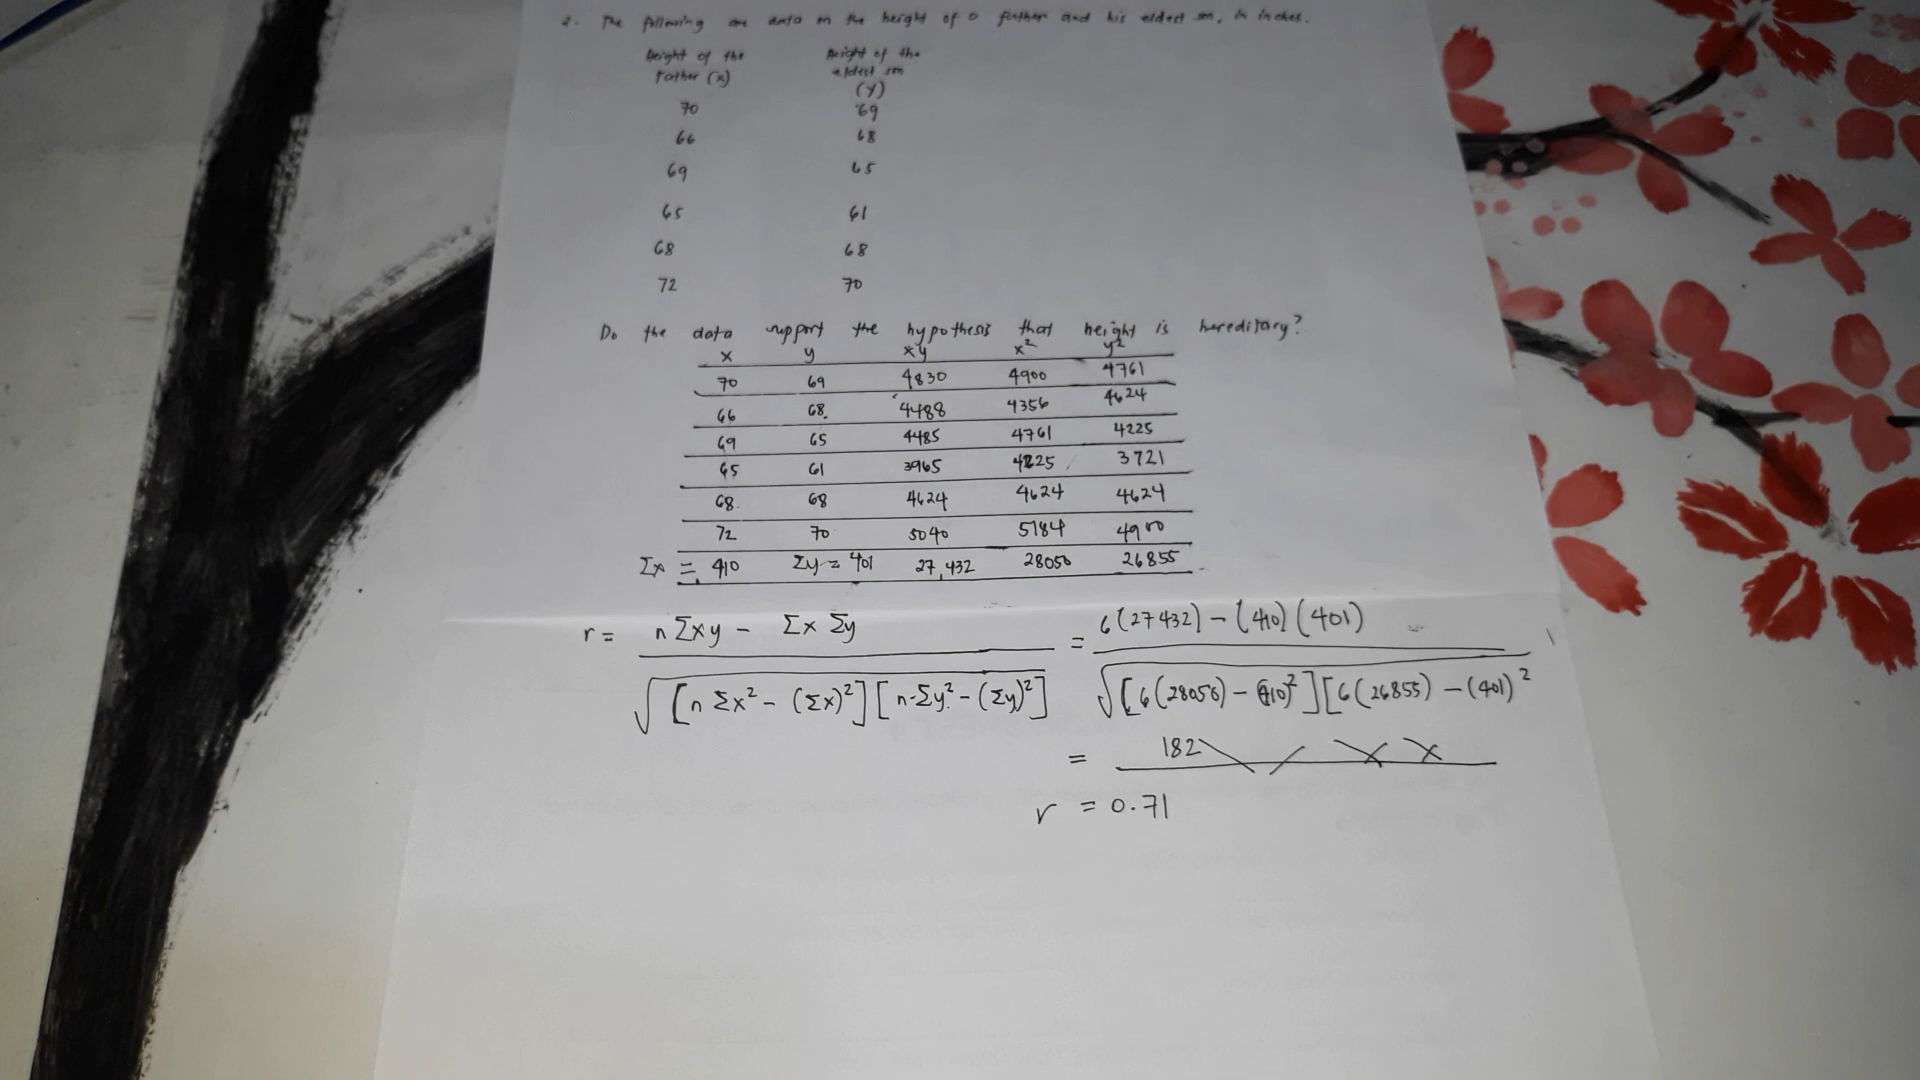 2. The following are data on the height of a father and his eldest son, in inches.
Height of the Height of the
Father (x) eldest son
(y)
70 69
66 68
69 65
65 61
68 68
72 70
Do the data support the hypothesis that height is hereditary?
x y xy x² y²
70 69 4830 4900 4761
66 68 4488 4356 4624
69 65 4485 4761 4225
65 61 3965 4225 3721
68 68 4624 4624 4624
72 70 5040 5184 4900
Σx = 410 Σy = 401 27,432 28050 26855
r = n Σxy - Σx Σy = 6(27432) - (410)(401)
√[n Σx² - (Σx)²][n·Σy² - (Σy)²] √[6(28050) - (410)²][6(26855) - (401)²
= 182
r = 0.71